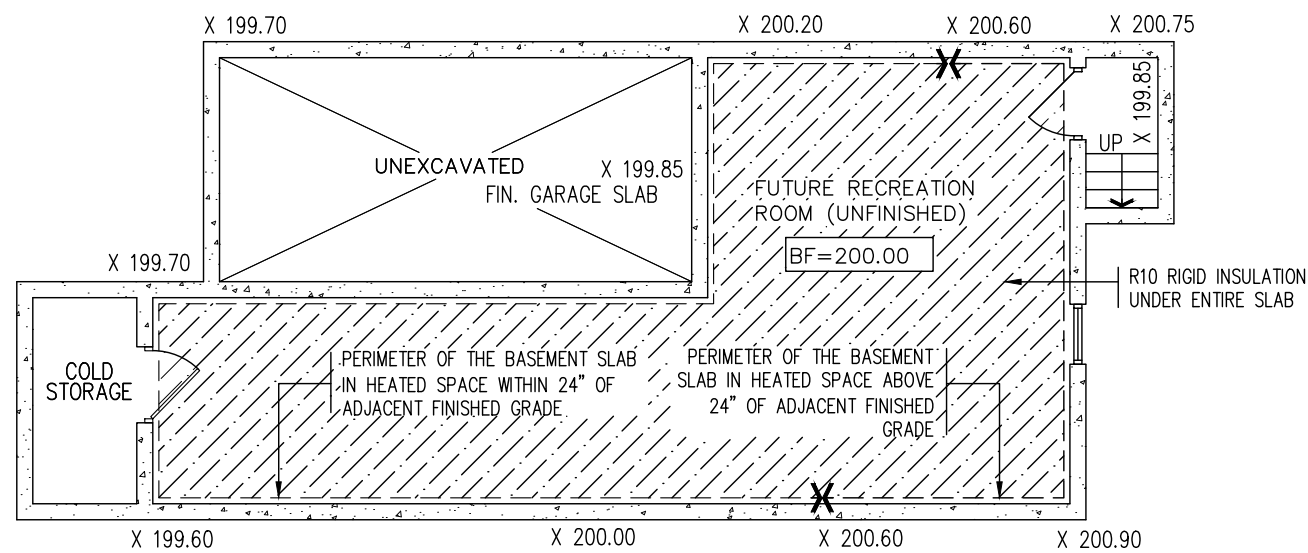 X 199.70
X 200.20
X 200.60
X 200.75
X 199.85
UP
UNEXCAVATED
X 199.85
FIN. GARAGE SLAB
FUTURE RECREATION
ROOM (UNFINISHED)
BF=200.00
X 199.70
R10 RIGID INSULATION
UNDER ENTIRE SLAB
COLD
STORAGE
PERIMETER OF THE BASEMENT SLAB
IN HEATED SPACE WITHIN 24" OF
ADJACENT FINISHED GRADE
PERIMETER OF THE BASEMENT
SLAB IN HEATED SPACE ABOVE
24" OF ADJACENT FINISHED
GRADE
X 199.60
X 200.00
X 200.60
X 200.90